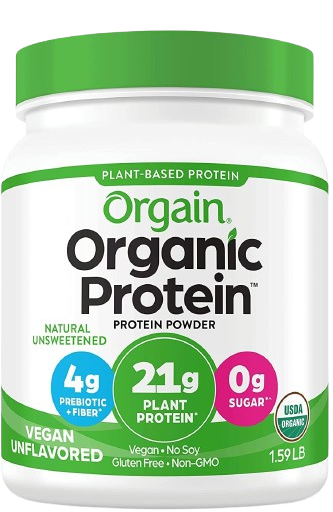 PLANT-BASED PROTEIN
Orgain®
Organic
Protein™
PROTEIN POWDER
NATURAL
UNSWEETENED
4g
PREBIOTIC
+ FIBER*
21g
PLANT
PROTEIN*
0g
SUGAR*^
USDA
ORGANIC
VEGAN
UNFLAVORED
Vegan • No Soy
Gluten Free • Non-GMO
1.59 LB